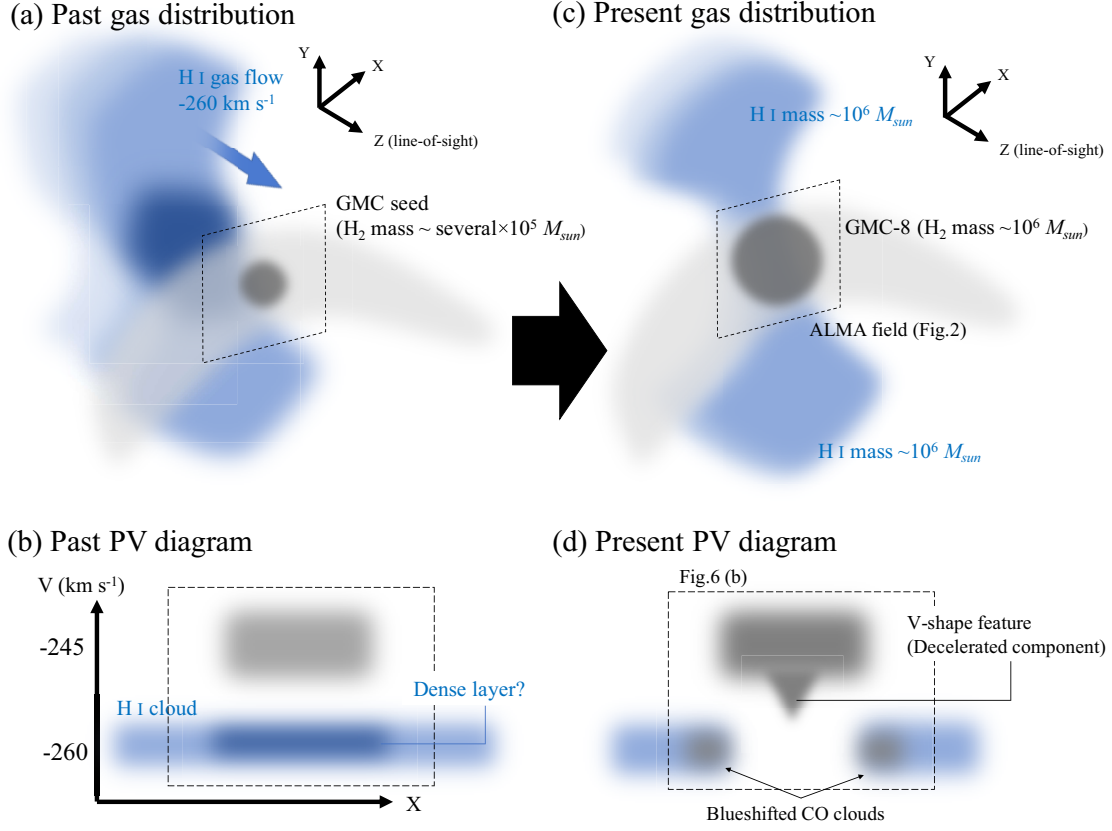 (a) Past gas distribution
H I gas flow
-260 km s-1
Y
X
Z (line-of-sight)
GMC seed
(H2 mass ~ several×10⁵ Msun)
(c) Present gas distribution
H I mass ~10⁶ Msun
Y
X
Z (line-of-sight)
GMC-8 (H2 mass ~10⁶ Msun)
ALMA field (Fig.2)
H I mass ~10⁶ Msun
(b) Past PV diagram
V (km s-1)
-245
Dense layer?
H I cloud
-260
X
(d) Present PV diagram
Fig.6 (b)
V-shape feature
(Decelerated component)
Blueshifted CO clouds